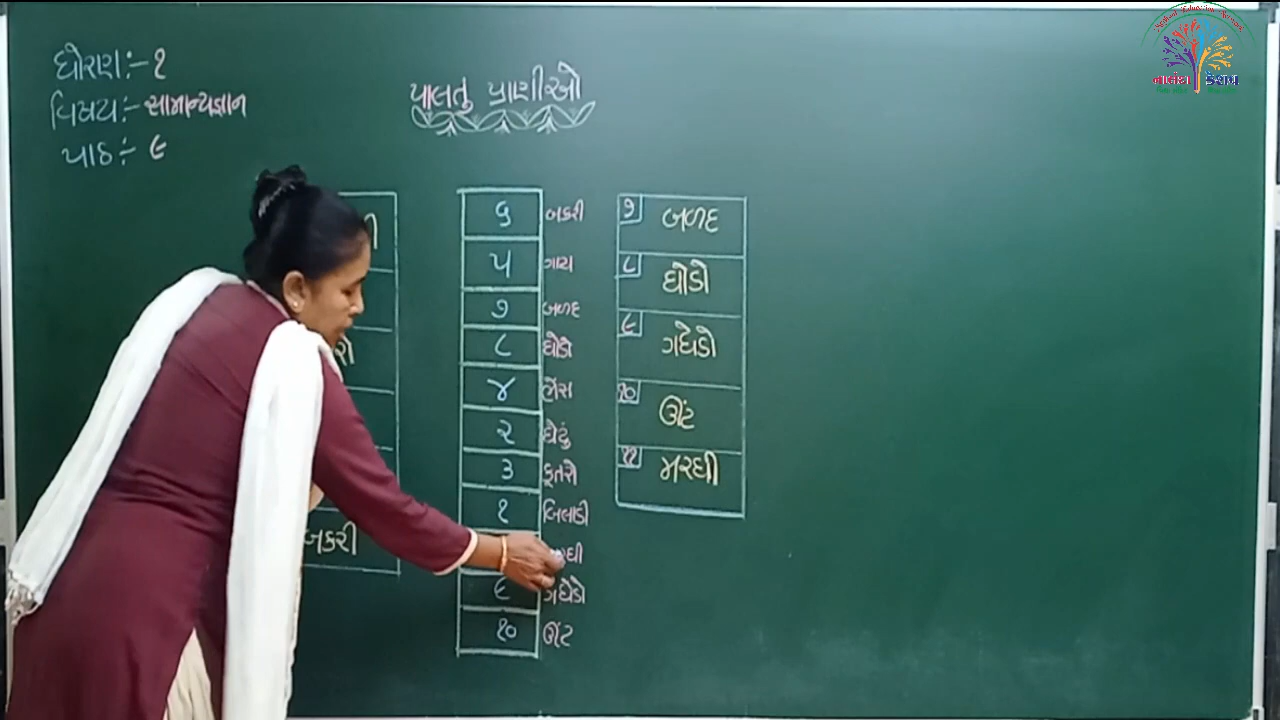 ધોરણ:- ૧
વિષય:- સામાન્યજ્ઞાન
પાઠ :- ૯
પાલતુ પ્રાણીઓ
બકરી
૬ બકરી
૫ ગાય
૭ બળદ
૮ ઘોડો
૪ ભેંસ
૨ ઘેટું
૩ કૂતરો
૧ બિલાડી
૯ ગધેડો
૧૦ ઊંટ
૭ બળદ
૮ ઘોડો
૯ ગધેડો
૧૦ ઊંટ
૧૧ મરઘી